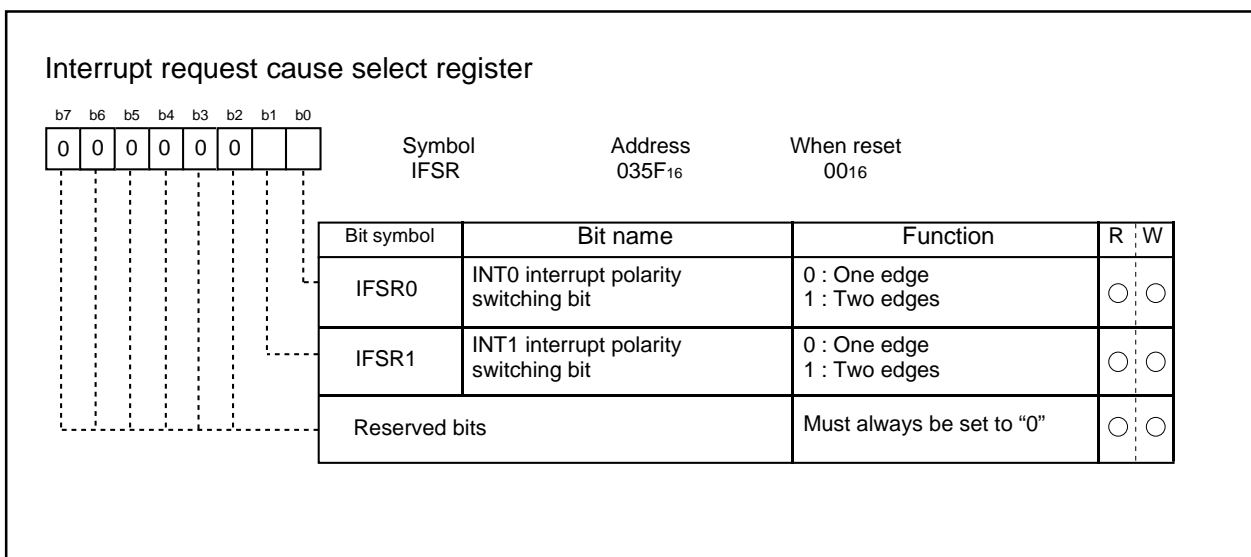 Interrupt request cause select register
b7 b6 b5 b4 b3 b2 b1 b0
0 0 0 0 0 0
Symbol Address When reset
IFSR 035F16 0016
Bit symbol Bit name Function R W
IFSR0 INT0 interrupt polarity switching bit 0 : One edge
1 : Two edges
IFSR1 INT1 interrupt polarity switching bit 0 : One edge
1 : Two edges
Reserved bits Must always be set to “0”